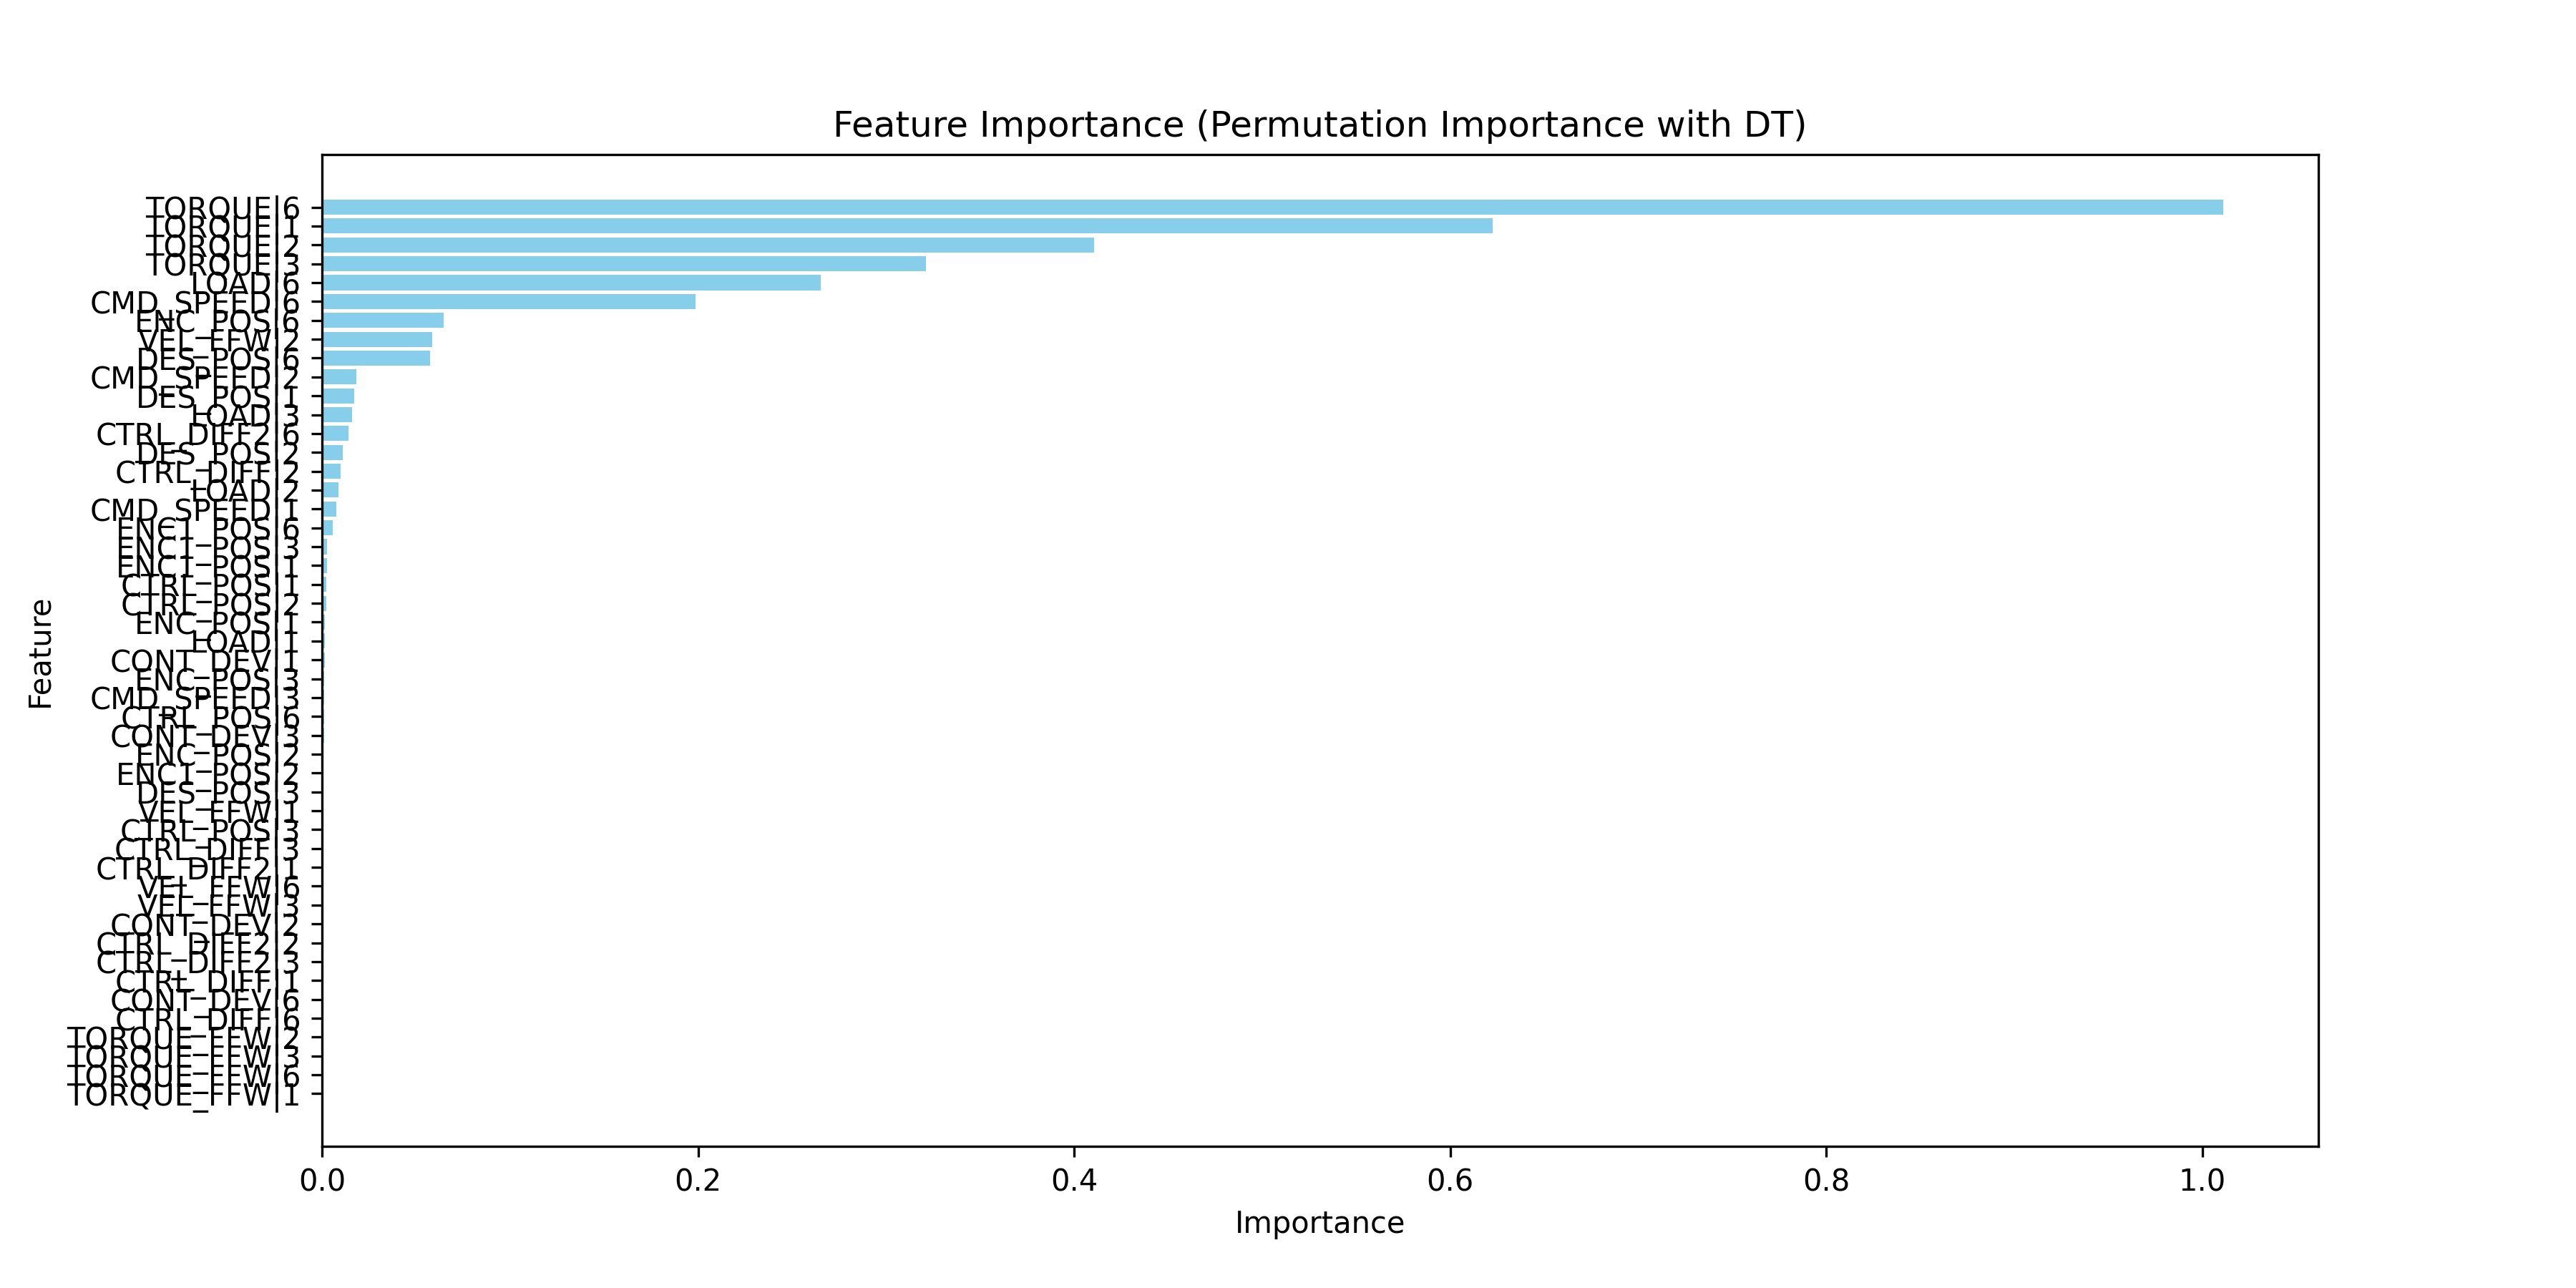 Feature Importance (Permutation Importance with DT)
TORQUE|6
TORQUE|1
TORQUE|2
TORQUE|3
LOAD|6
CMD_SPEED|6
ENC_POS|6
VEL_FFW|2
DES_POS|6
CMD_SPEED|2
DES_POS|1
LOAD|3
CTRL_DIFF2|6
DES_POS|2
CTRL_DIFF|2
LOAD|2
CMD_SPEED|1
ENC1_POS|6
ENC1_POS|3
ENC1_POS|1
CTRL_POS|1
CTRL_POS|2
ENC_POS|1
LOAD|1
CONT_DEV|1
ENC_POS|3
CMD_SPEED|3
CTRL_POS|6
CONT_DEV|3
ENC_POS|2
ENC1_POS|2
DES_POS|3
VEL_FFW|1
CTRL_POS|3
CTRL_DIFF|3
CTRL_DIFF2|1
VEL_FFW|6
VEL_FFW|3
CONT_DEV|2
CTRL_DIFF2|2
CTRL_DIFF2|3
CTRL_DIFF|1
CONT_DEV|6
CTRL_DIFF|6
TORQUE_FFW|2
TORQUE_FFW|3
TORQUE_FFW|6
TORQUE_FFW|1
Feature
0.0 0.2 0.4 0.6 0.8 1.0
Importance